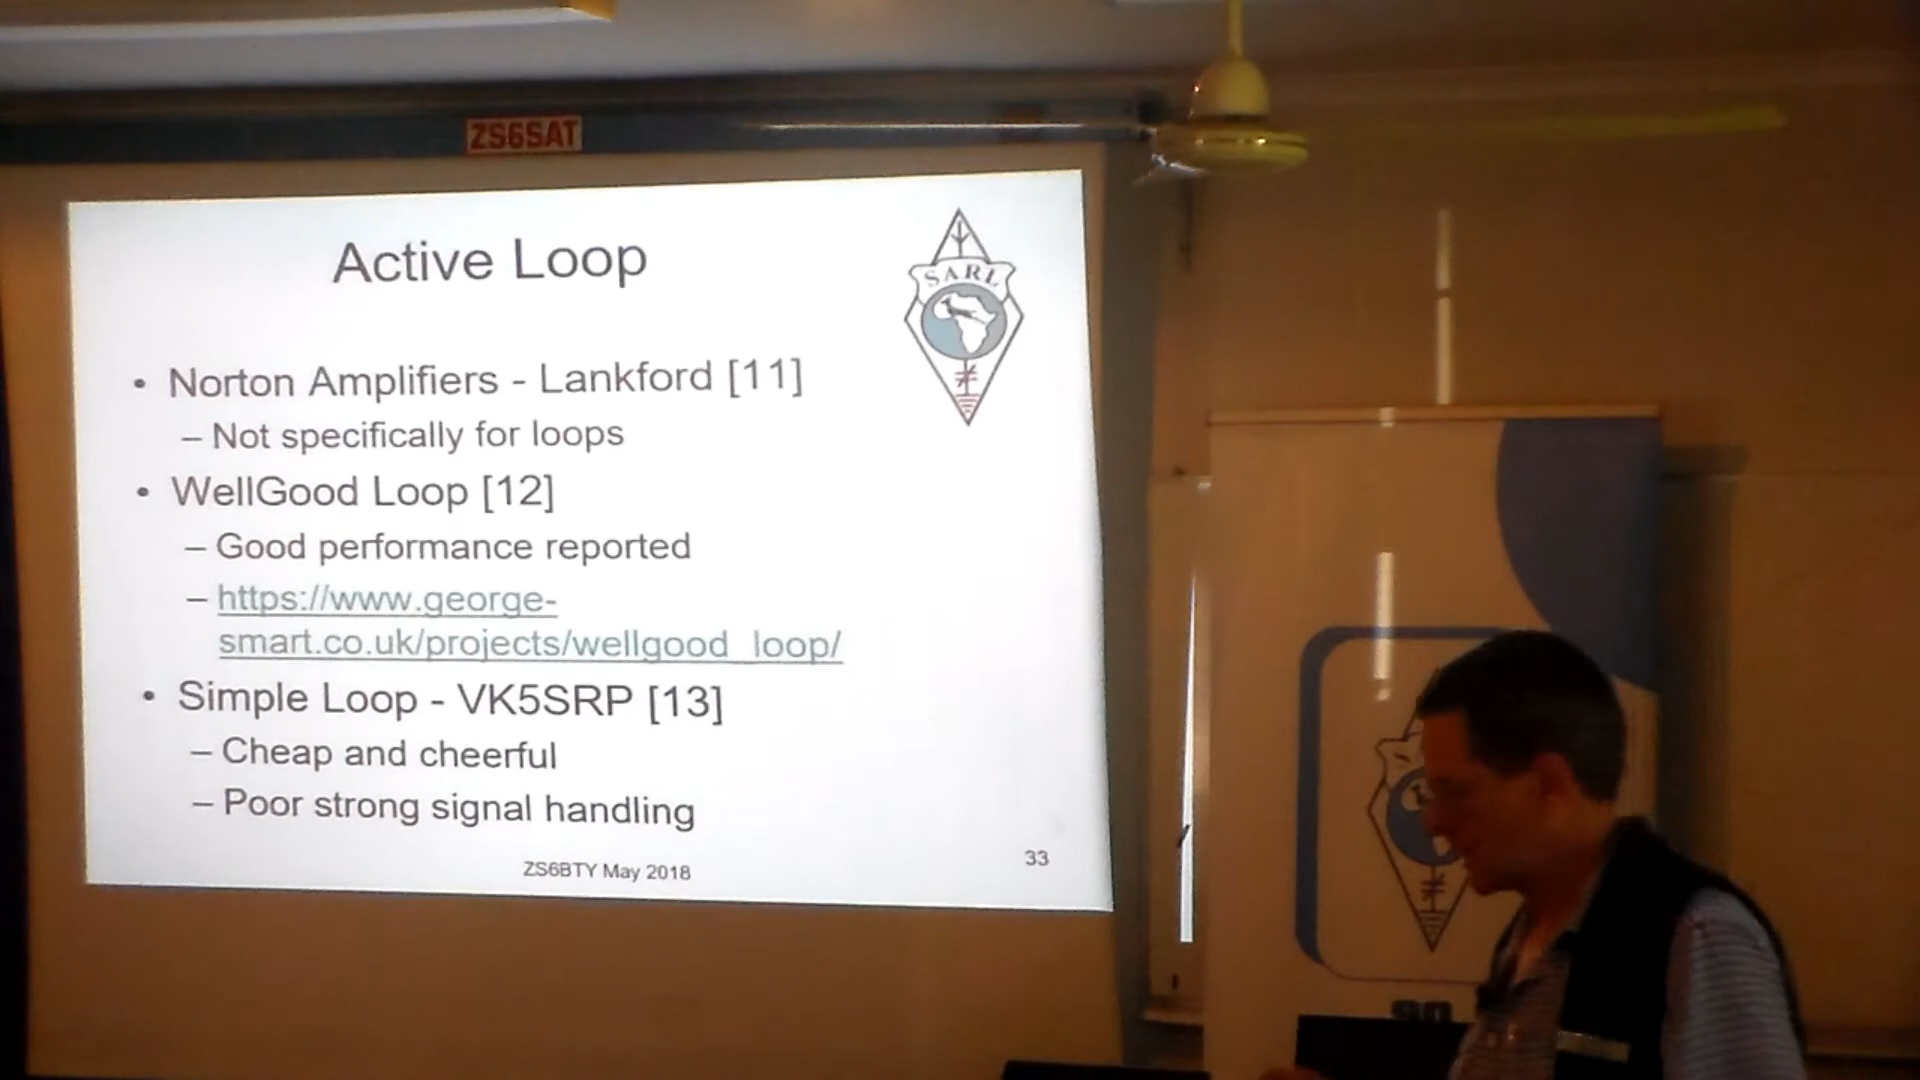 ZS6SAT
Active Loop
SARL
• Norton Amplifiers - Lankford [11]
– Not specifically for loops
• WellGood Loop [12]
– Good performance reported
– https://www.george-
smart.co.uk/projects/wellgood_loop/
• Simple Loop - VK5SRP [13]
– Cheap and cheerful
– Poor strong signal handling
ZS6BTY May 2018
33